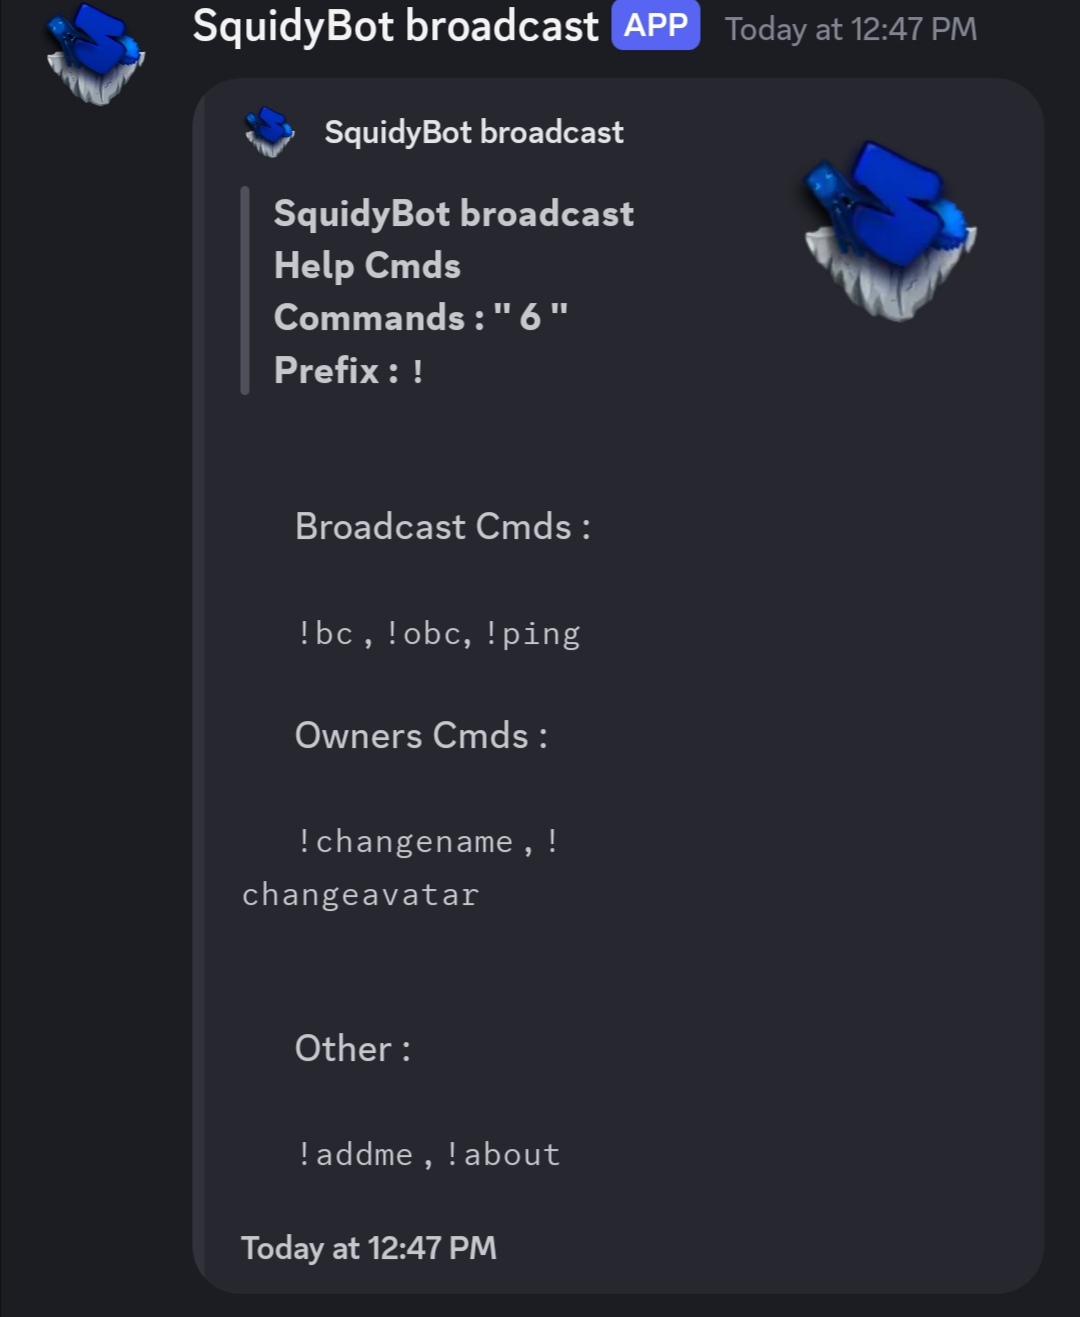 SquidyBot broadcast APP Today at 12:47 PM
SquidyBot broadcast
SquidyBot broadcast
Help Cmds
Commands : " 6 "
Prefix : !
Broadcast Cmds :
!bc , !obc, !ping
Owners Cmds :
!changename , !
changeavatar
Other :
!addme , !about
Today at 12:47 PM